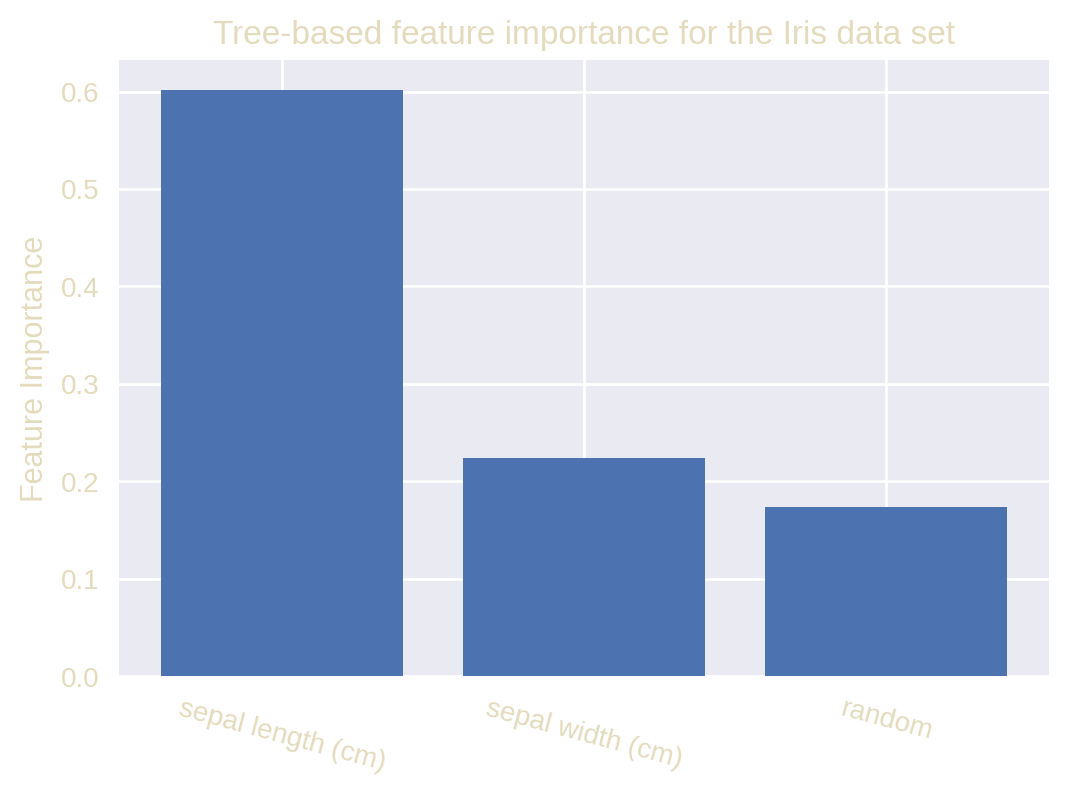 Tree-based feature importance for the Iris data set
Feature Importance
0.6
0.5
0.4
0.3
0.2
0.1
0.0
sepal length (cm)
sepal width (cm)
random